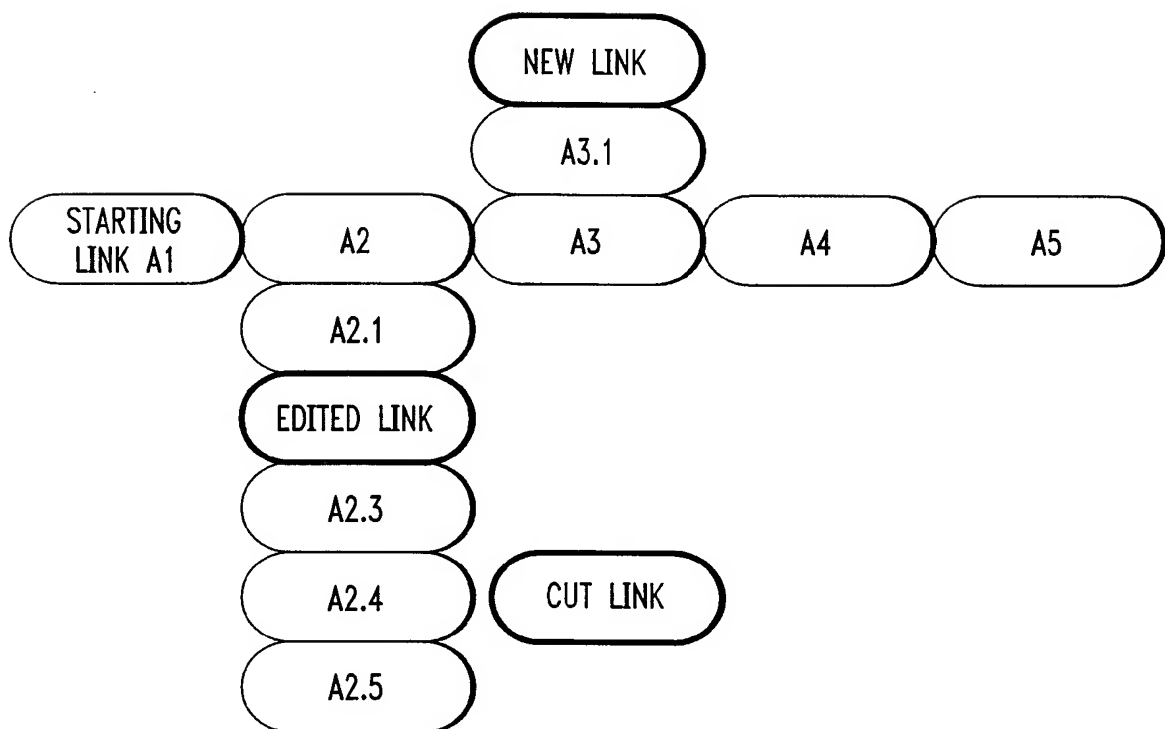 NEW LINK
A3.1
STARTING
LINK A1
A2
A3
A4
A5
A2.1
EDITED LINK
A2.3
A2.4
CUT LINK
A2.5